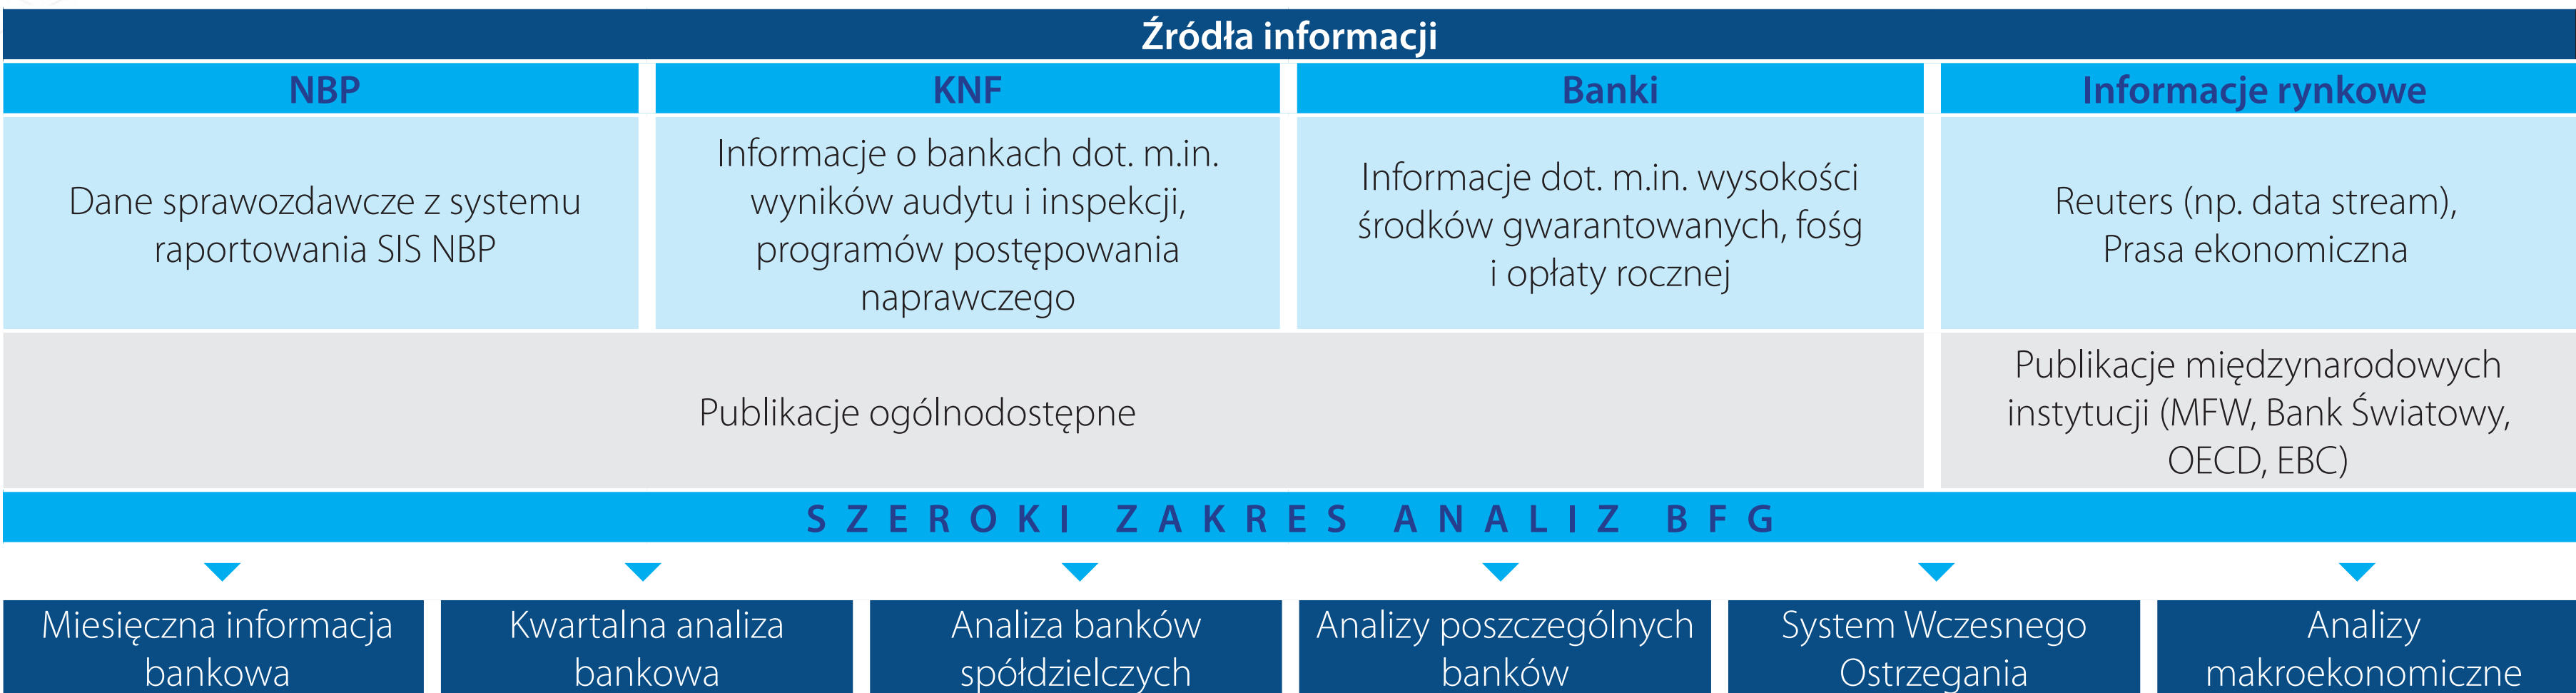 Źródła informacji
NBP
KNF
Banki
Informacje rynkowe
Dane sprawozdawcze z systemu
raportowania SIS NBP
Informacje o bankach dot. m.in.
wyników audytu i inspekcji,
programów postępowania
naprawczego
Informacje dot. m.in. wysokości
środków gwarantowanych, fośg
i opłaty rocznej
Reuters (np. data stream),
Prasa ekonomiczna
Publikacje ogólnodostępne
Publikacje międzynarodowych
instytucji (MFW, Bank Światowy,
OECD, EBC)
SZEROKI ZAKRES ANALIZ BFG
Miesięczna informacja
bankowa
Kwartalna analiza
bankowa
Analiza banków
spółdzielczych
Analizy poszczególnych
banków
System Wczesnego
Ostrzegania
Analizy
makroekonomiczne